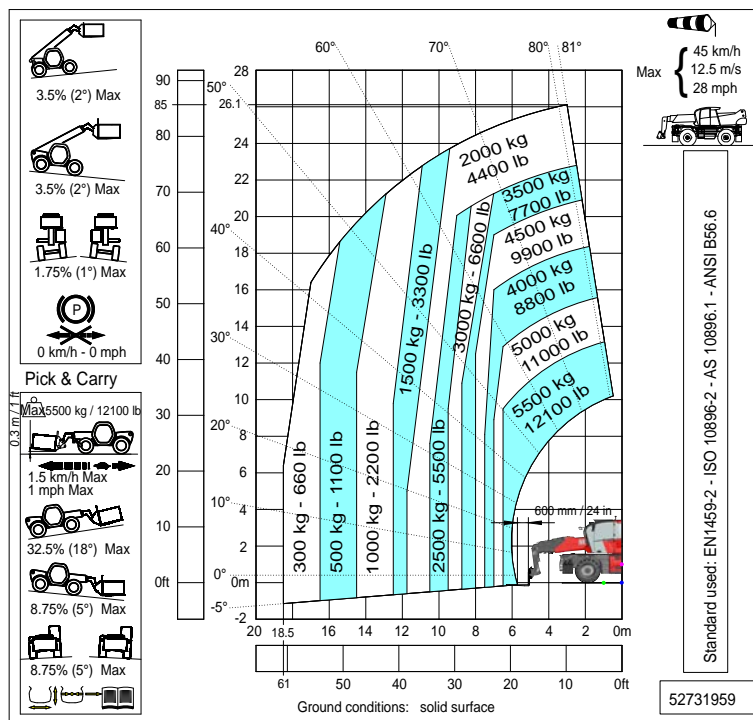 3.5% (2°) Max
3.5% (2°) Max
1.75% (1°) Max
P
0 km/h - 0 mph
Pick & Carry
Max5500 kg / 12100 lb
0.3 m / 1 ft
1.5 km/h Max
1 mph Max
32.5% (18°) Max
8.75% (5°) Max
8.75% (5°) Max
90
85
80
70
60
50
40
30
20
10
0ft
28
26.1
24
22
20
18
16
14
12
10
8
6
4
2
0m
-2
60°
70°
80°
81°
50°
40°
30°
20°
10°
0°
-5°
2000 kg
4400 lb
3500 kg
7700 lb
4500 kg
9900 lb
4000 kg
8800 lb
5000 kg
11000 lb
5500 kg
12100 lb
300 kg - 660 lb
500 kg - 1100 lb
1000 kg - 2200 lb
1500 kg - 3300 lb
2500 kg - 5500 lb
3000 kg - 6600 lb
600 mm / 24 in
20
18.5
16
14
12
10
8
6
4
2
0m
61
50
40
30
20
10
0ft
Ground conditions: solid surface
Max { 45 km/h
12.5 m/s
28 mph
Standard used: EN1459-2 - ISO 10896-2 - AS 10896.1 - ANSI B56.6
52731959